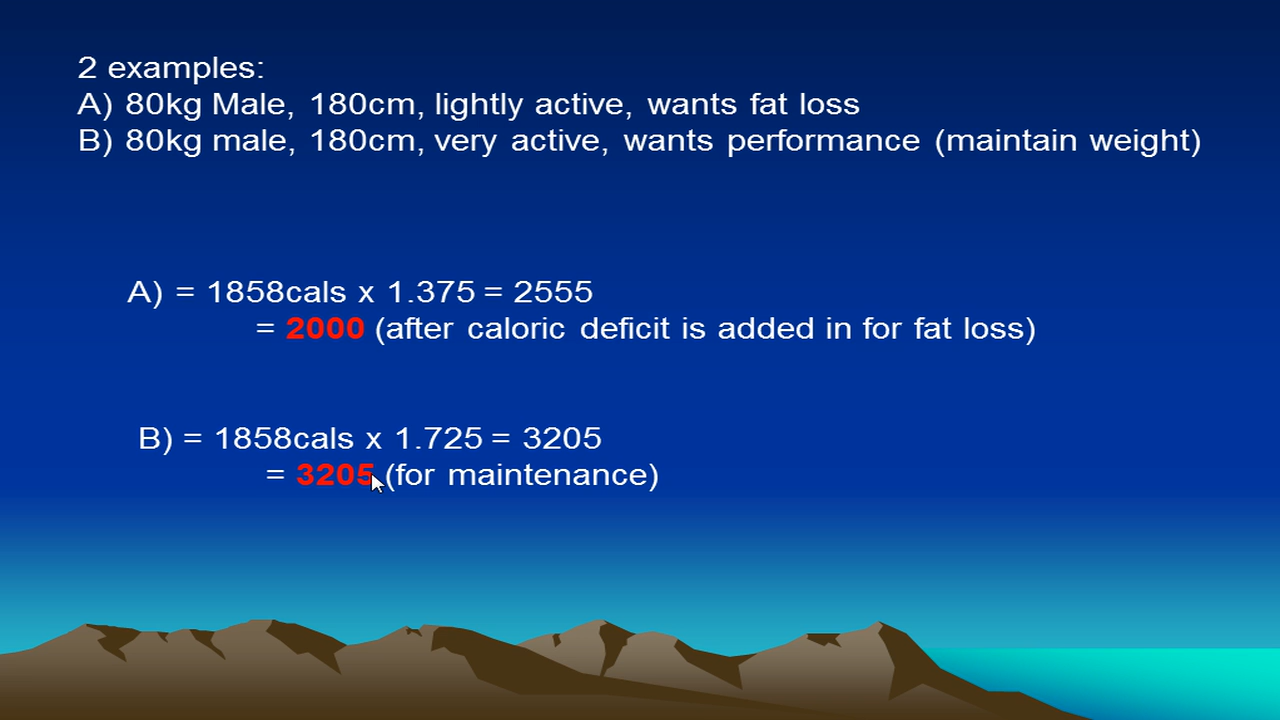 2 examples:
A) 80kg Male, 180cm, lightly active, wants fat loss
B) 80kg male, 180cm, very active, wants performance (maintain weight)
A) = 1858cals x 1.375 = 2555
= 2000 (after caloric deficit is added in for fat loss)
B) = 1858cals x 1.725 = 3205
= 3205 (for maintenance)